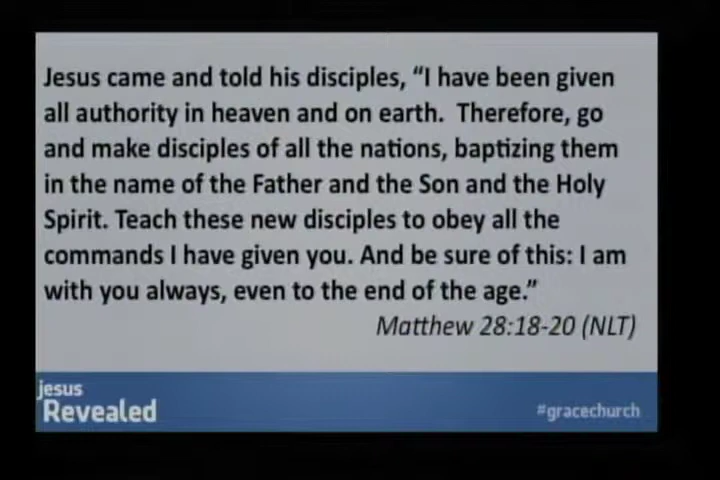 Jesus came and told his disciples, “I have been given
all authority in heaven and on earth.  Therefore, go
and make disciples of all the nations, baptizing them
in the name of the Father and the Son and the Holy
Spirit. Teach these new disciples to obey all the
commands I have given you. And be sure of this: I am
with you always, even to the end of the age.”
Matthew 28:18-20 (NLT)
jesus
Revealed
#gracechurch